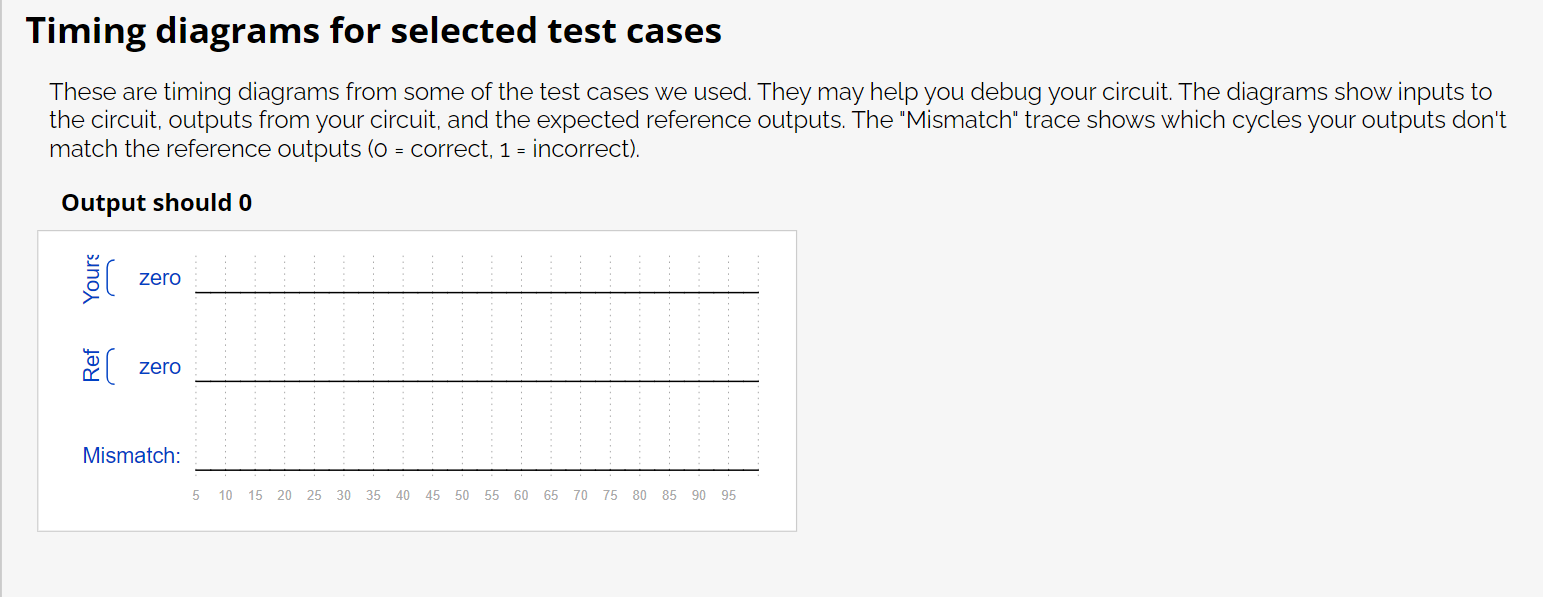 Timing diagrams for selected test cases
These are timing diagrams from some of the test cases we used. They may help you debug your circuit. The diagrams show inputs to
the circuit, outputs from your circuit, and the expected reference outputs. The "Mismatch" trace shows which cycles your outputs don't
match the reference outputs (0 = correct, 1 = incorrect).
Output should 0
Yours zero
Ref zero
Mismatch:
5 10 15 20 25 30 35 40 45 50 55 60 65 70 75 80 85 90 95